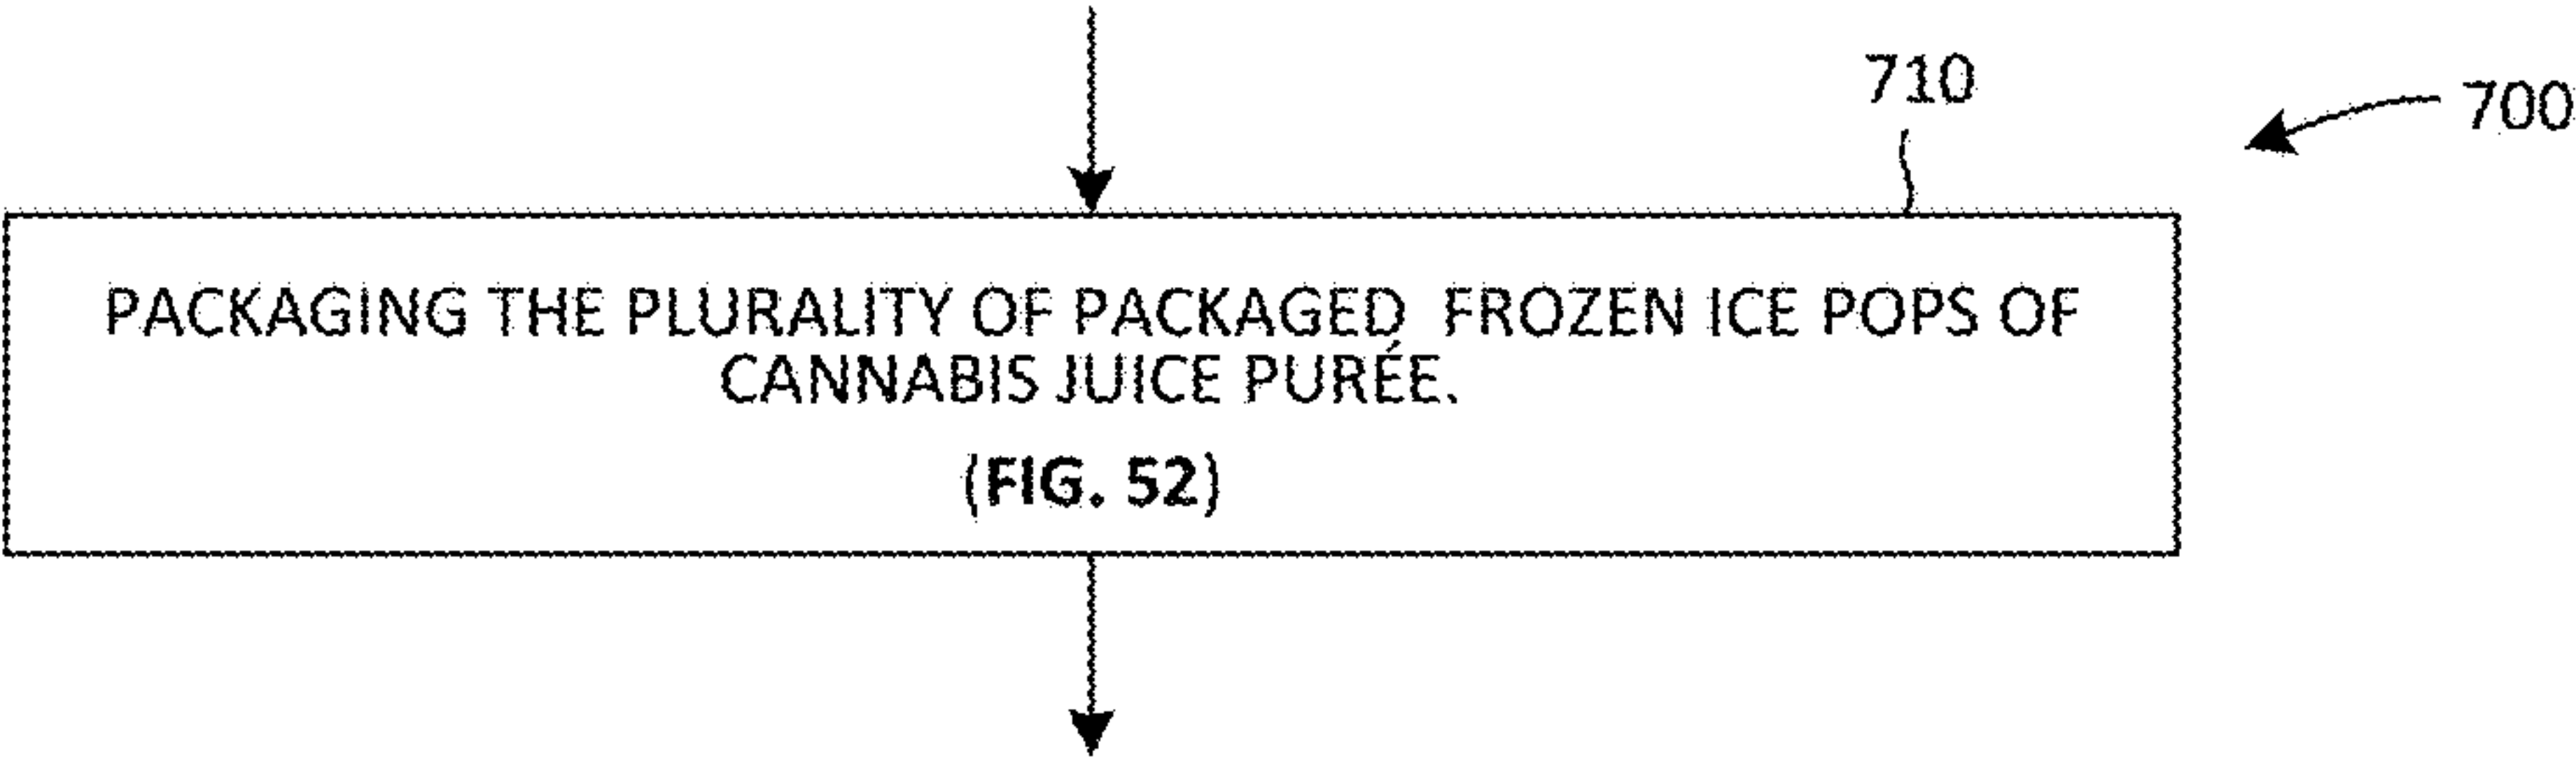 710
700
PACKAGING THE PLURALITY OF PACKAGED FROZEN ICE POPS OF
CANNABIS JUICE PURÉE.
(FIG. 52)